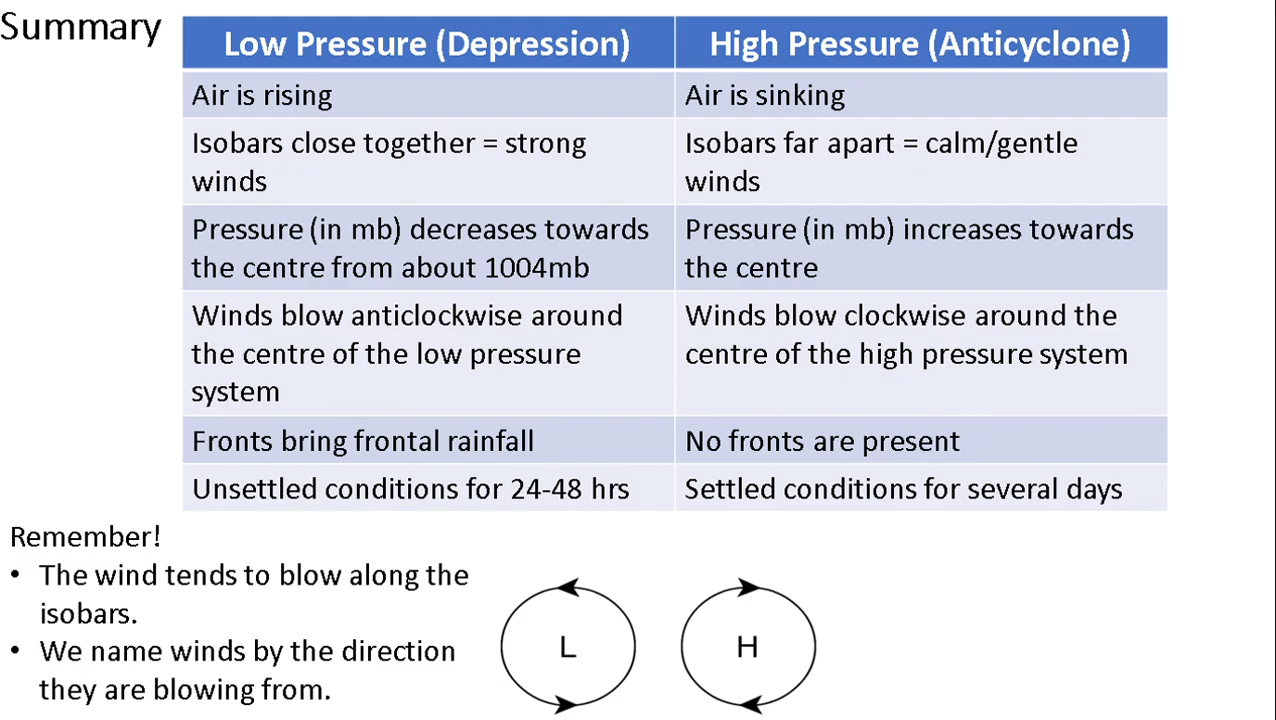 Summary
Low Pressure (Depression)
High Pressure (Anticyclone)
Air is rising
Air is sinking
Isobars close together = strong
winds
Isobars far apart = calm/gentle
winds
Pressure (in mb) decreases towards
the centre from about 1004mb
Pressure (in mb) increases towards
the centre
Winds blow anticlockwise around
the centre of the low pressure
system
Winds blow clockwise around the
centre of the high pressure system
Fronts bring frontal rainfall
No fronts are present
Unsettled conditions for 24-48 hrs
Settled conditions for several days
Remember!
• The wind tends to blow along the
isobars.
• We name winds by the direction
they are blowing from.
L
H